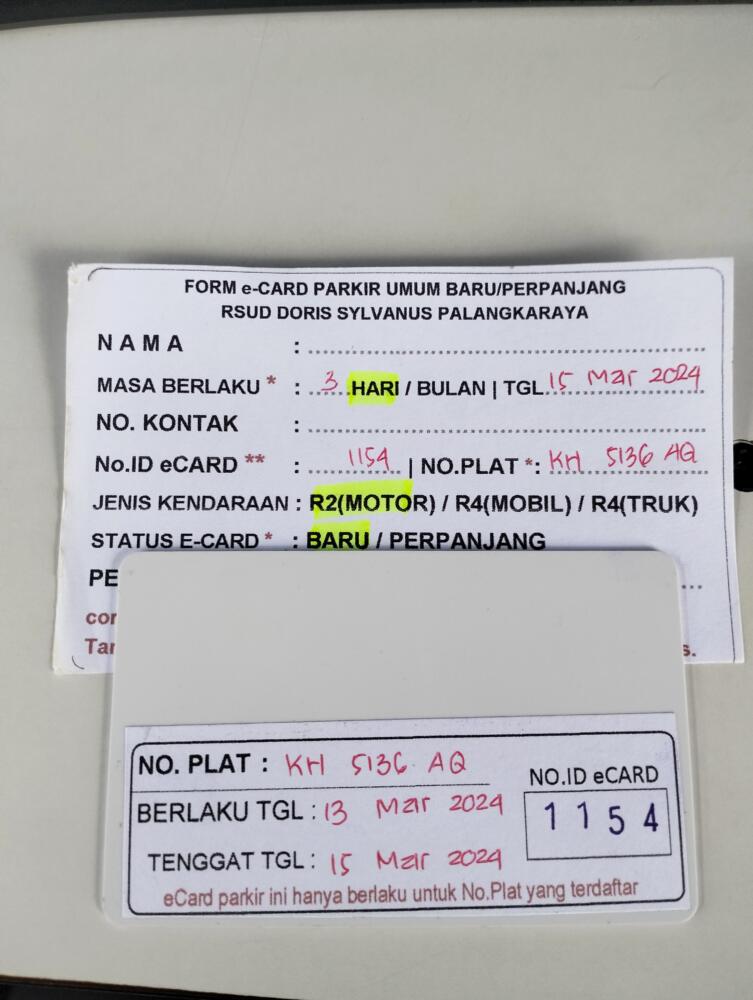 FORM e-CARD PARKIR UMUM BARU/PERPANJANG
RSUD DORIS SYLVANUS PALANGKARAYA
NAMA :
MASA BERLAKU * : 3 HARI / BULAN | TGL 15 Mar 2024
NO. KONTAK :
No.ID eCARD ** : 1154 | NO.PLAT *: KH 5136 AQ
JENIS KENDARAAN : R2(MOTOR) / R4(MOBIL) / R4(TRUK)
STATUS E-CARD * : BARU / PERPANJANG
NO. PLAT : KH 5136 AQ
NO.ID eCARD
BERLAKU TGL : 13 Mar 2024
1154
TENGGAT TGL : 15 Mar 2024
eCard parkir ini hanya berlaku untuk No.Plat yang terdaftar